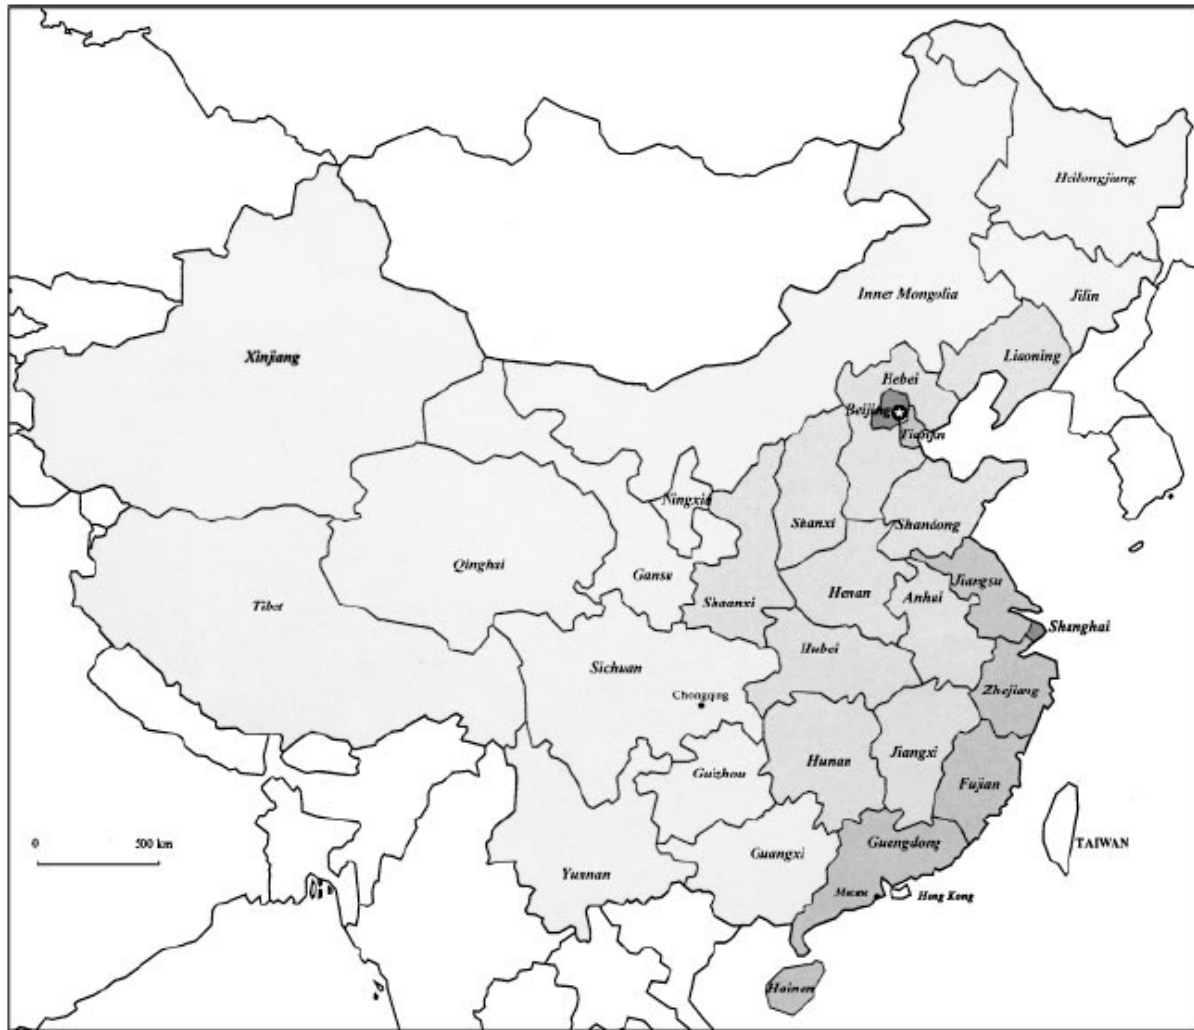 Heilongjiang
Inner Mongolia
Jilin
Xinjiang
Liaoning
Hebei
Beijing
Tianjin
Ningxia
Shanxi
Shandong
Qinghai
Gansu
Jiangsu
Tibet
Shaanxi
Henan
Anhui
Shanghai
Hubei
Sichuan
Chongqing
Zhejiang
Hunan
Jiangxi
Guizhou
Fujian
0 500 km
Guengdong
TAIWAN
Guangxi
Yunnan
Macau
Hong Kong
Hainan